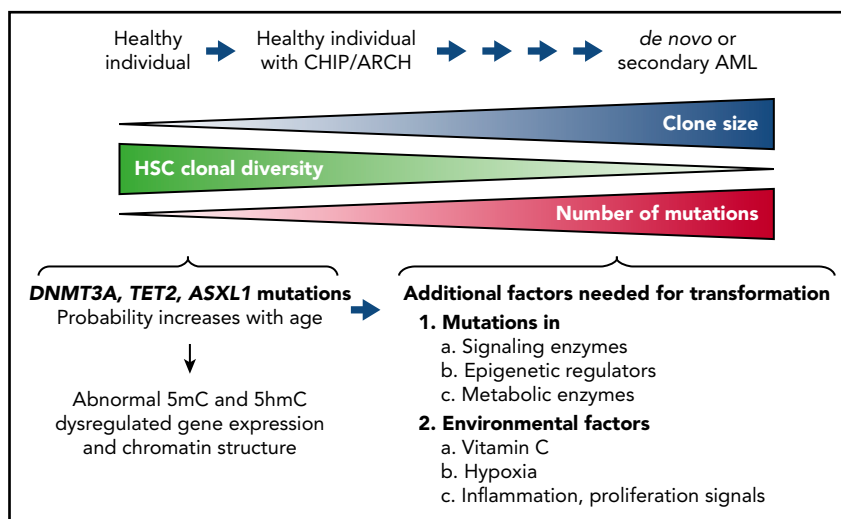 Healthy
individual
Healthy individual
with CHIP/ARCH
de novo or
secondary AML
Clone size
HSC clonal diversity
Number of mutations
DNMT3A, TET2, ASXL1 mutations
Probability increases with age
Abnormal 5mC and 5hmC
dysregulated gene expression
and chromatin structure
Additional factors needed for transformation
1. Mutations in
a. Signaling enzymes
b. Epigenetic regulators
c. Metabolic enzymes
2. Environmental factors
a. Vitamin C
b. Hypoxia
c. Inflammation, proliferation signals